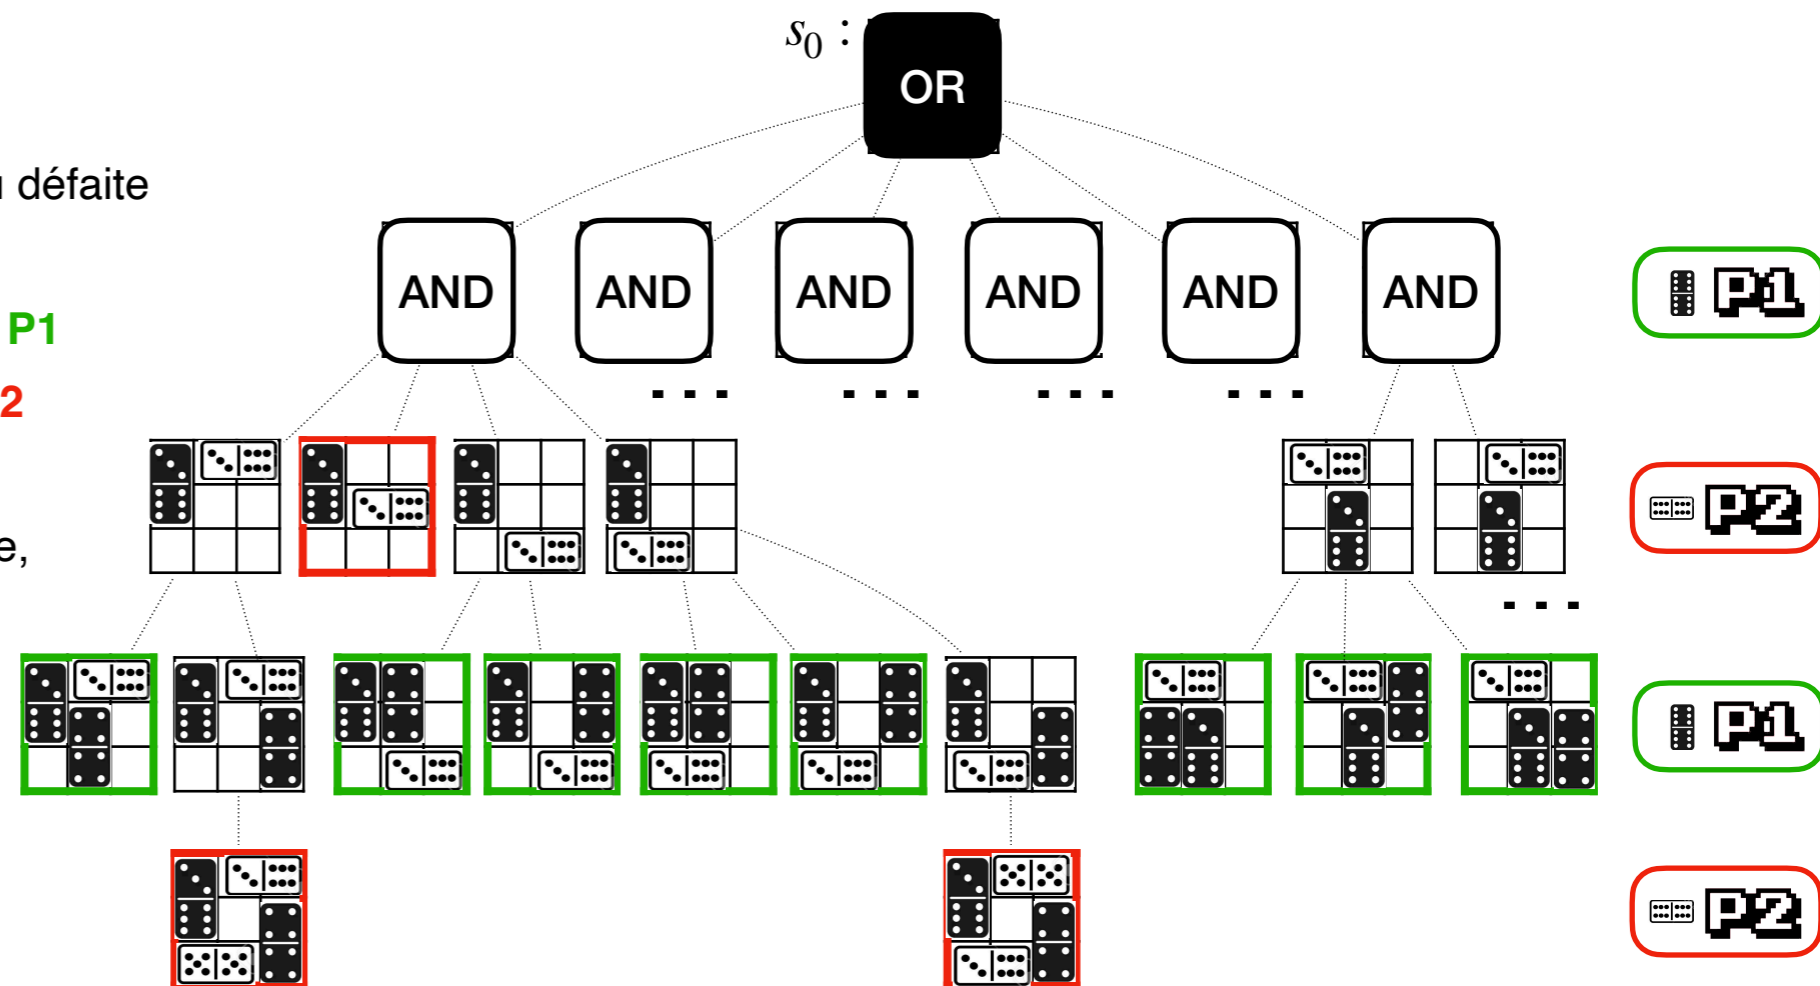 s₀ :
OR
u défaite
AND AND AND AND AND AND
P1
P1
. . . . . . . . . . . .
2
P2
e,
. . .
P1
P2